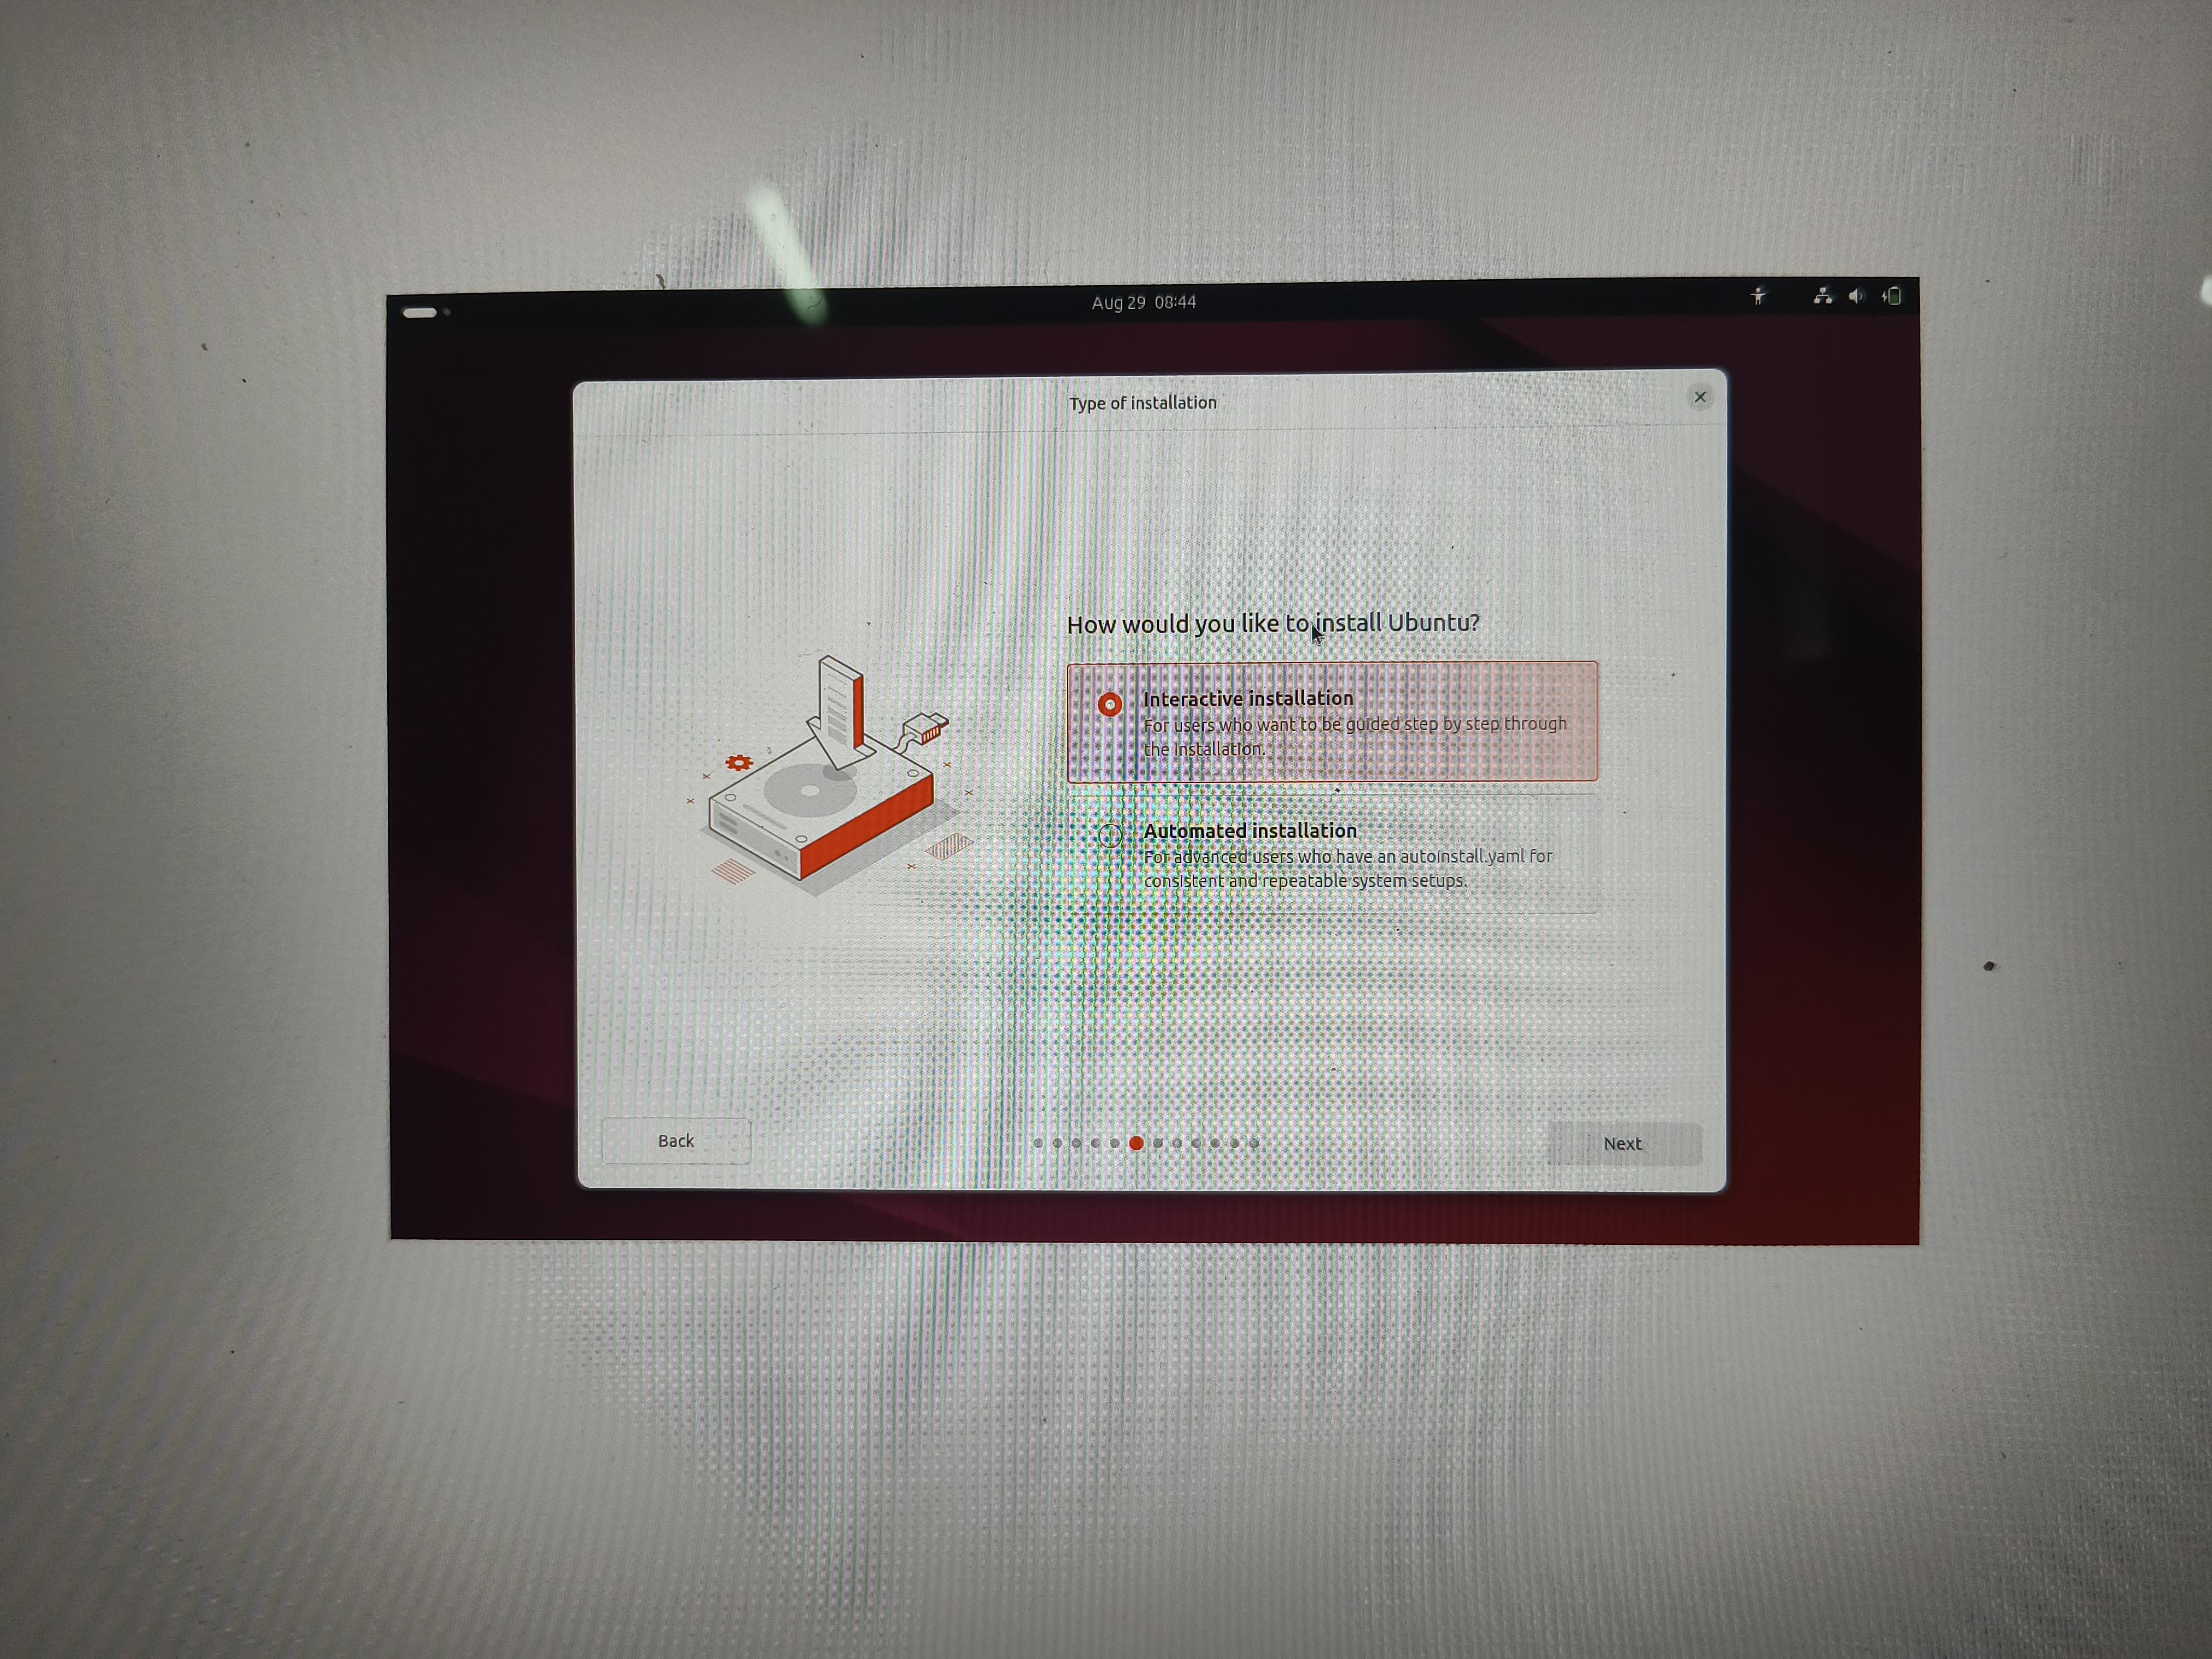 Aug 29 08:44
Type of installation
How would you like to install Ubuntu?
Interactive installation
For users who want to be guided step by step through
the installation.
Automated installation
For advanced users who have an autoinstall.yaml for
consistent and repeatable system setups.
Back
Next